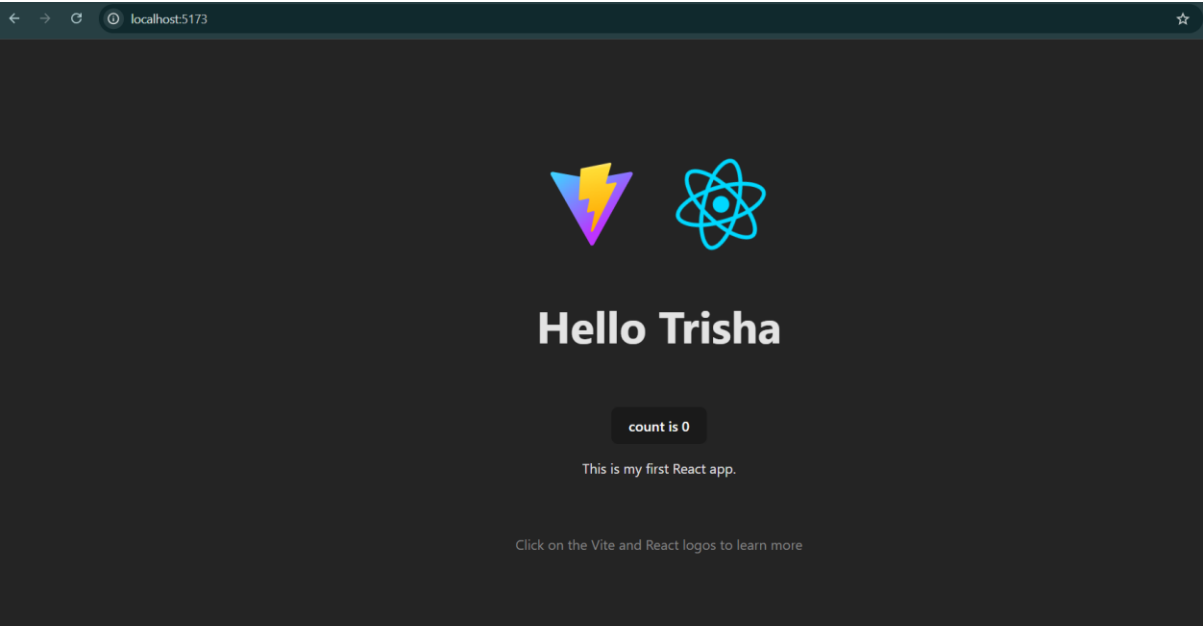 localhost:5173
Hello Trisha
count is 0
This is my first React app.
Click on the Vite and React logos to learn more